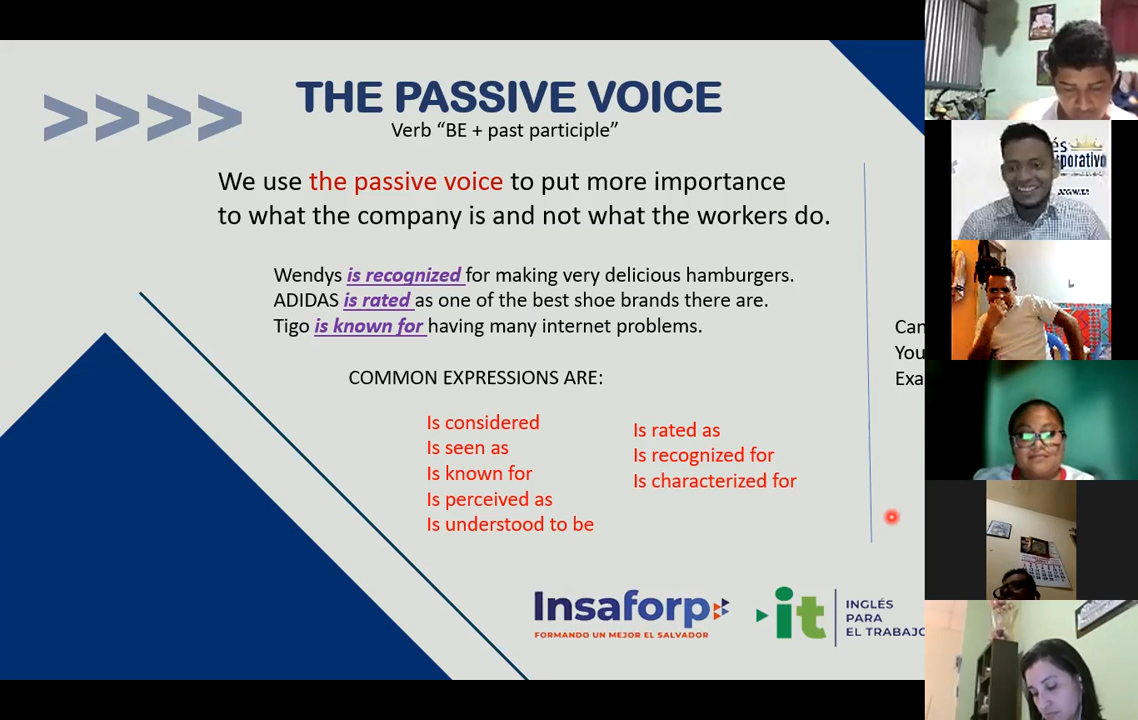 >>>>
THE PASSIVE VOICE
Verb “BE + past participle”
We use the passive voice to put more importance
to what the company is and not what the workers do.
Wendys is recognized for making very delicious hamburgers.
ADIDAS is rated as one of the best shoe brands there are.
Tigo is known for having many internet problems.
COMMON EXPRESSIONS ARE:
Is considered
Is seen as
Is known for
Is perceived as
Is understood to be
Is rated as
Is recognized for
Is characterized for
Can
You
Exa
Insaforp
FORMANDO UN MEJOR EL SALVADOR
it
INGLÉS
PARA
EL TRABAJO
és
porativo